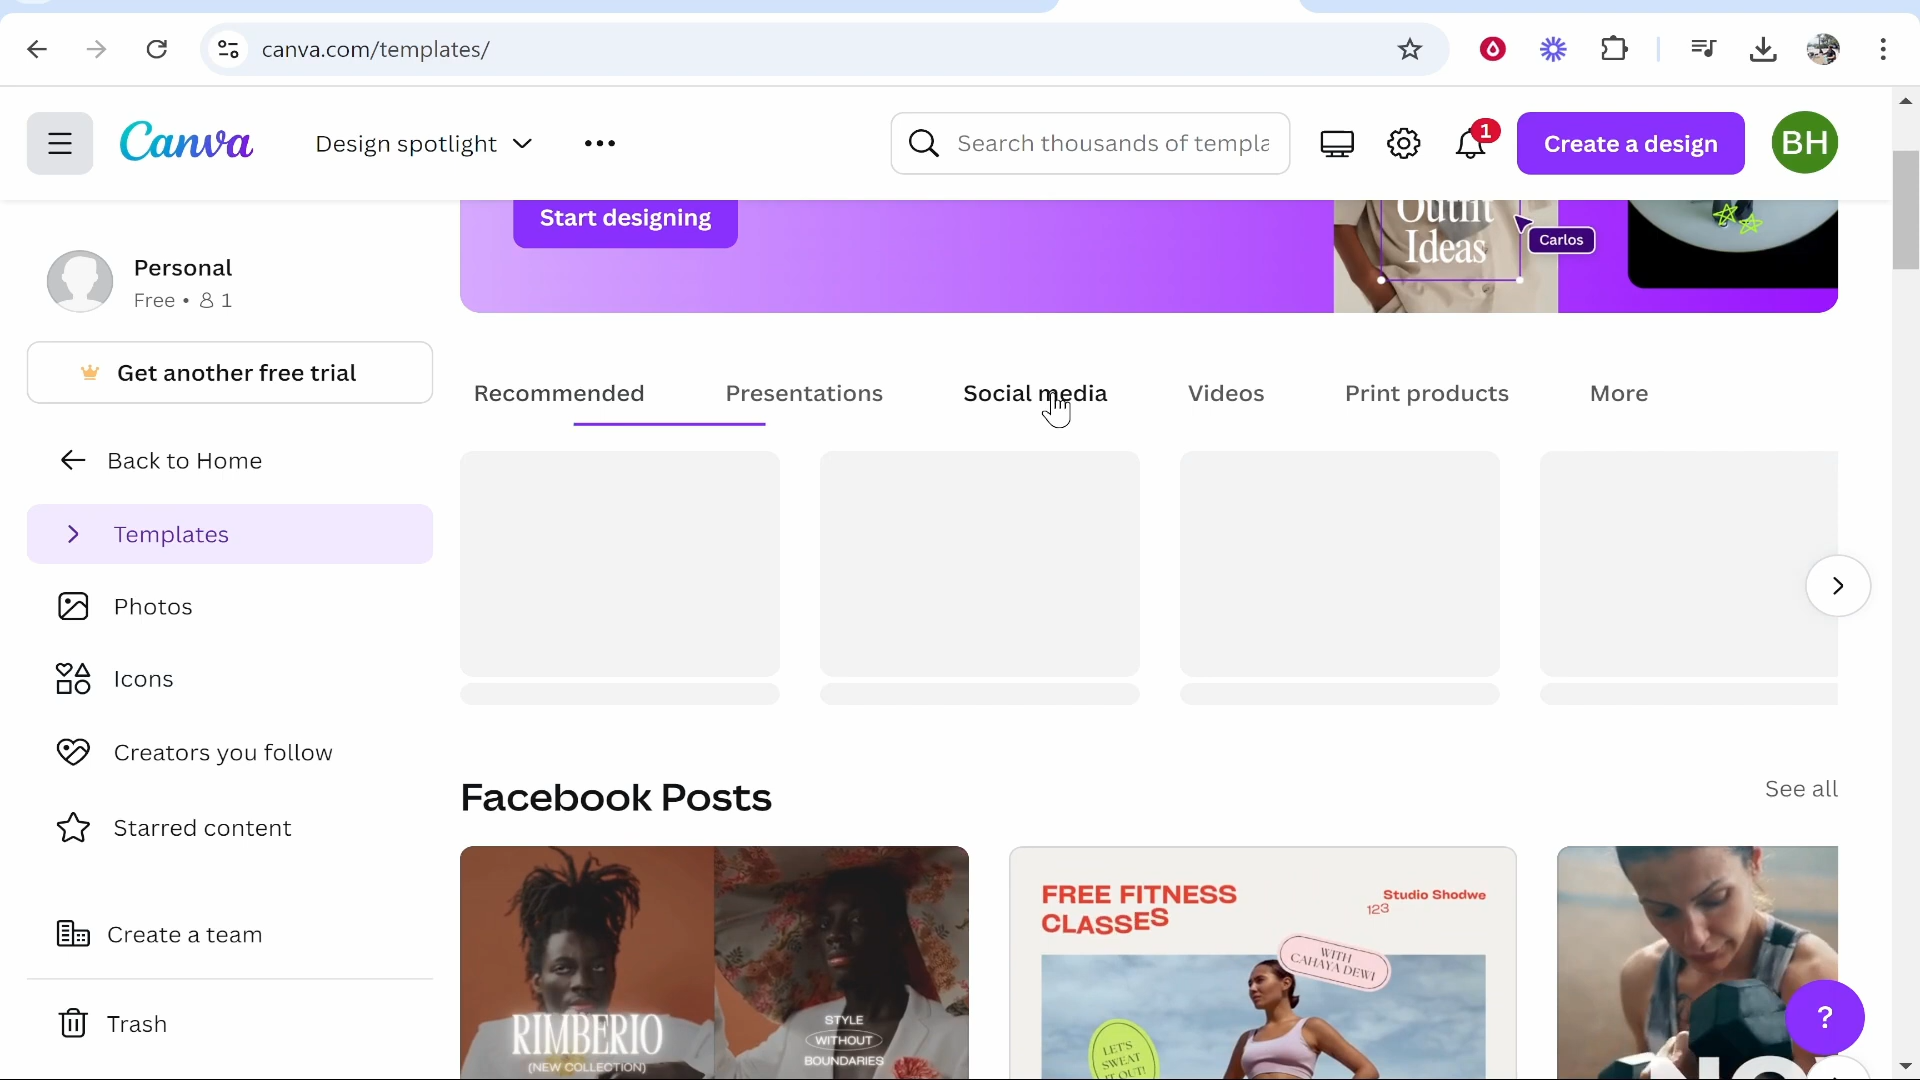 canva.com/templates/
Canva
Design spotlight
Search thousands of templa
1
Create a design
BH
Start designing
Outfit
Ideas
Carlos
Personal
Free • 1
Get another free trial
Recommended
Presentations
Social media
Videos
Print products
More
Back to Home
Templates
Photos
Icons
Creators you follow
Starred content
Create a team
Trash
Facebook Posts
See all
RIMBERIO
(NEW COLLECTION)
STYLE
WITHOUT
BOUNDARIES
FREE FITNESS
CLASSES
Studio Shodwe
123
WITH
CAHAYA DEWI
LET'S
SWEAT
IT OUT!
?